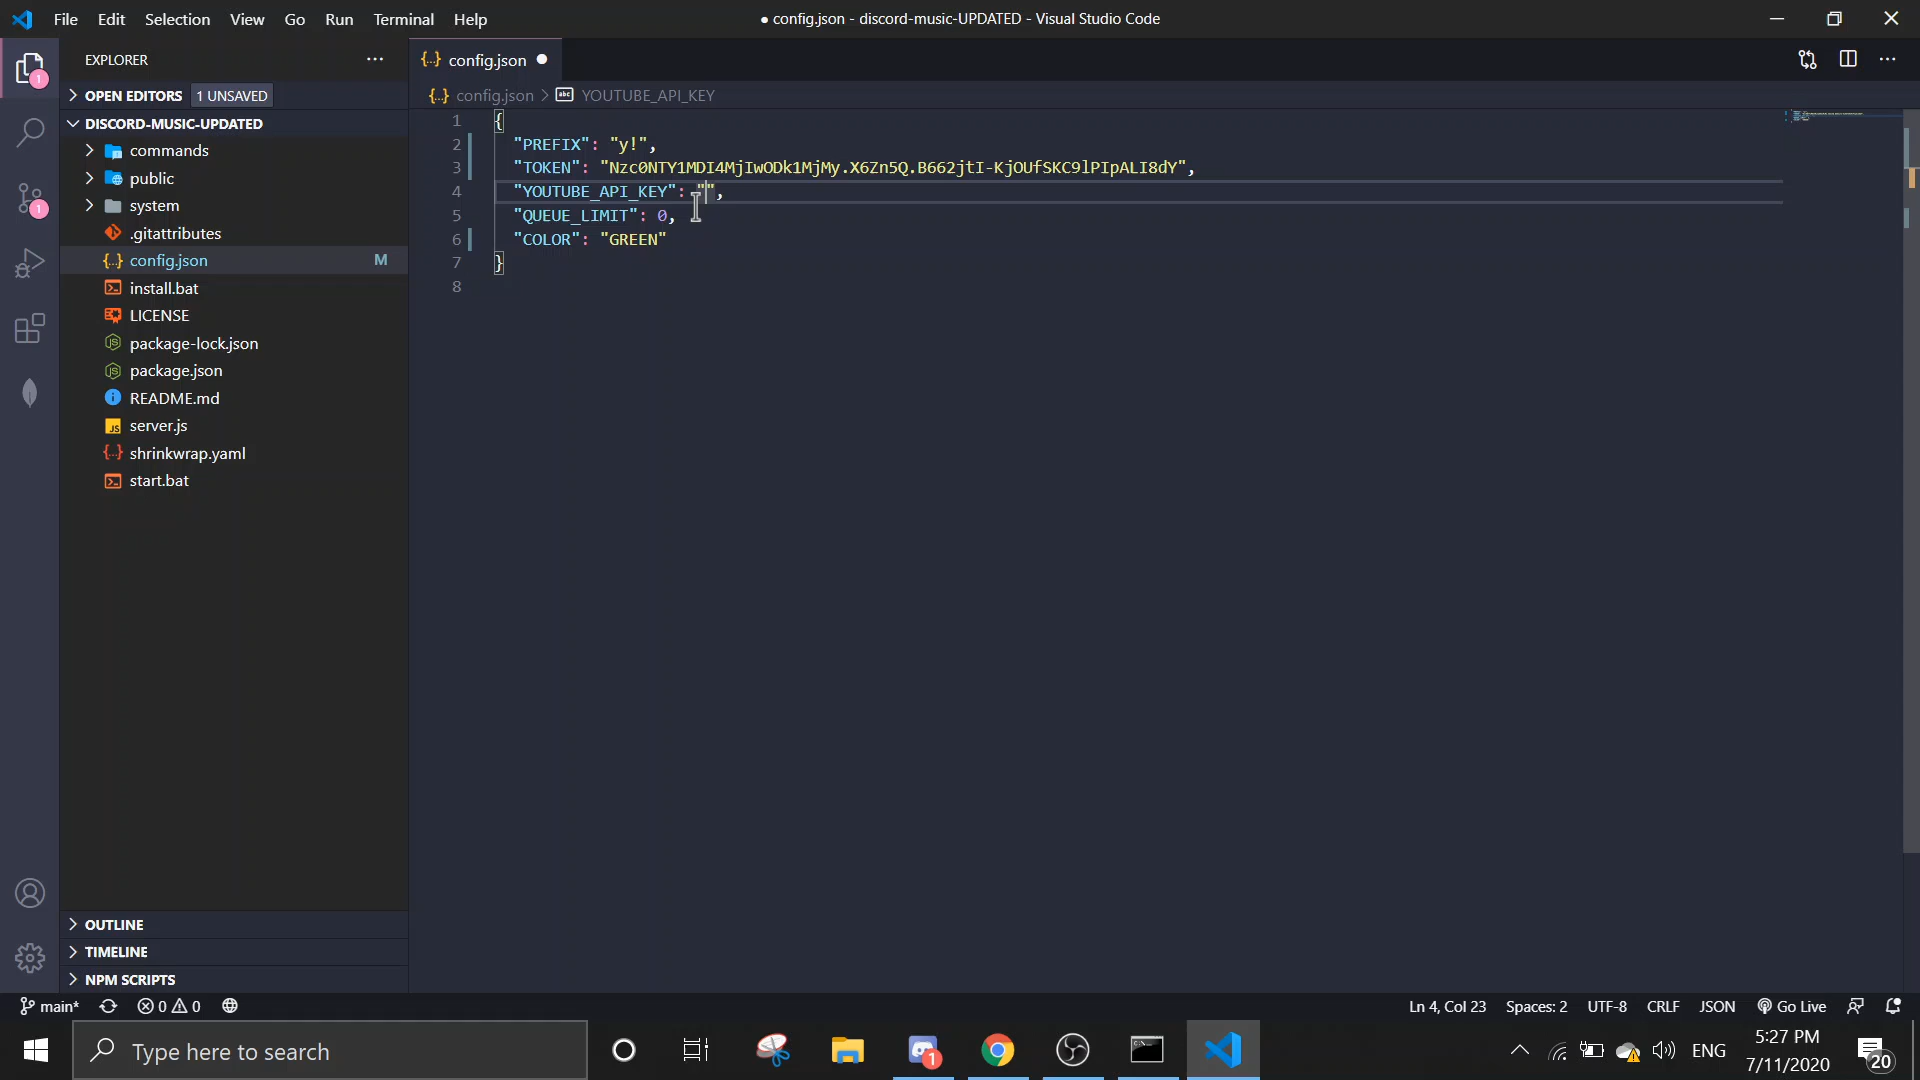 File Edit Selection View Go Run Terminal Help
● config.json - discord-music-UPDATED - Visual Studio Code
EXPLORER
1
OPEN EDITORS 1 UNSAVED
DISCORD-MUSIC-UPDATED
commands
public
system
1
.gitattributes
config.json M
install.bat
LICENSE
package-lock.json
package.json
README.md
server.js
shrinkwrap.yaml
start.bat
OUTLINE
TIMELINE
NPM SCRIPTS
config.json
config.json > YOUTUBE_API_KEY
1 {
2 "PREFIX": "y!",
3 "TOKEN": "Nzc0NTY1MDI4MjIwODk1MjMy.X6Zn5Q.B662jtI-KjOUfSKC9lPIpALI8dY",
4 "YOUTUBE_API_KEY": "",
5 "QUEUE_LIMIT": 0,
6 "COLOR": "GREEN"
7 }
8
main* 0 0
Ln 4, Col 23 Spaces: 2 UTF-8 CRLF JSON Go Live
Type here to search
1
ENG
5:27 PM
7/11/2020
20